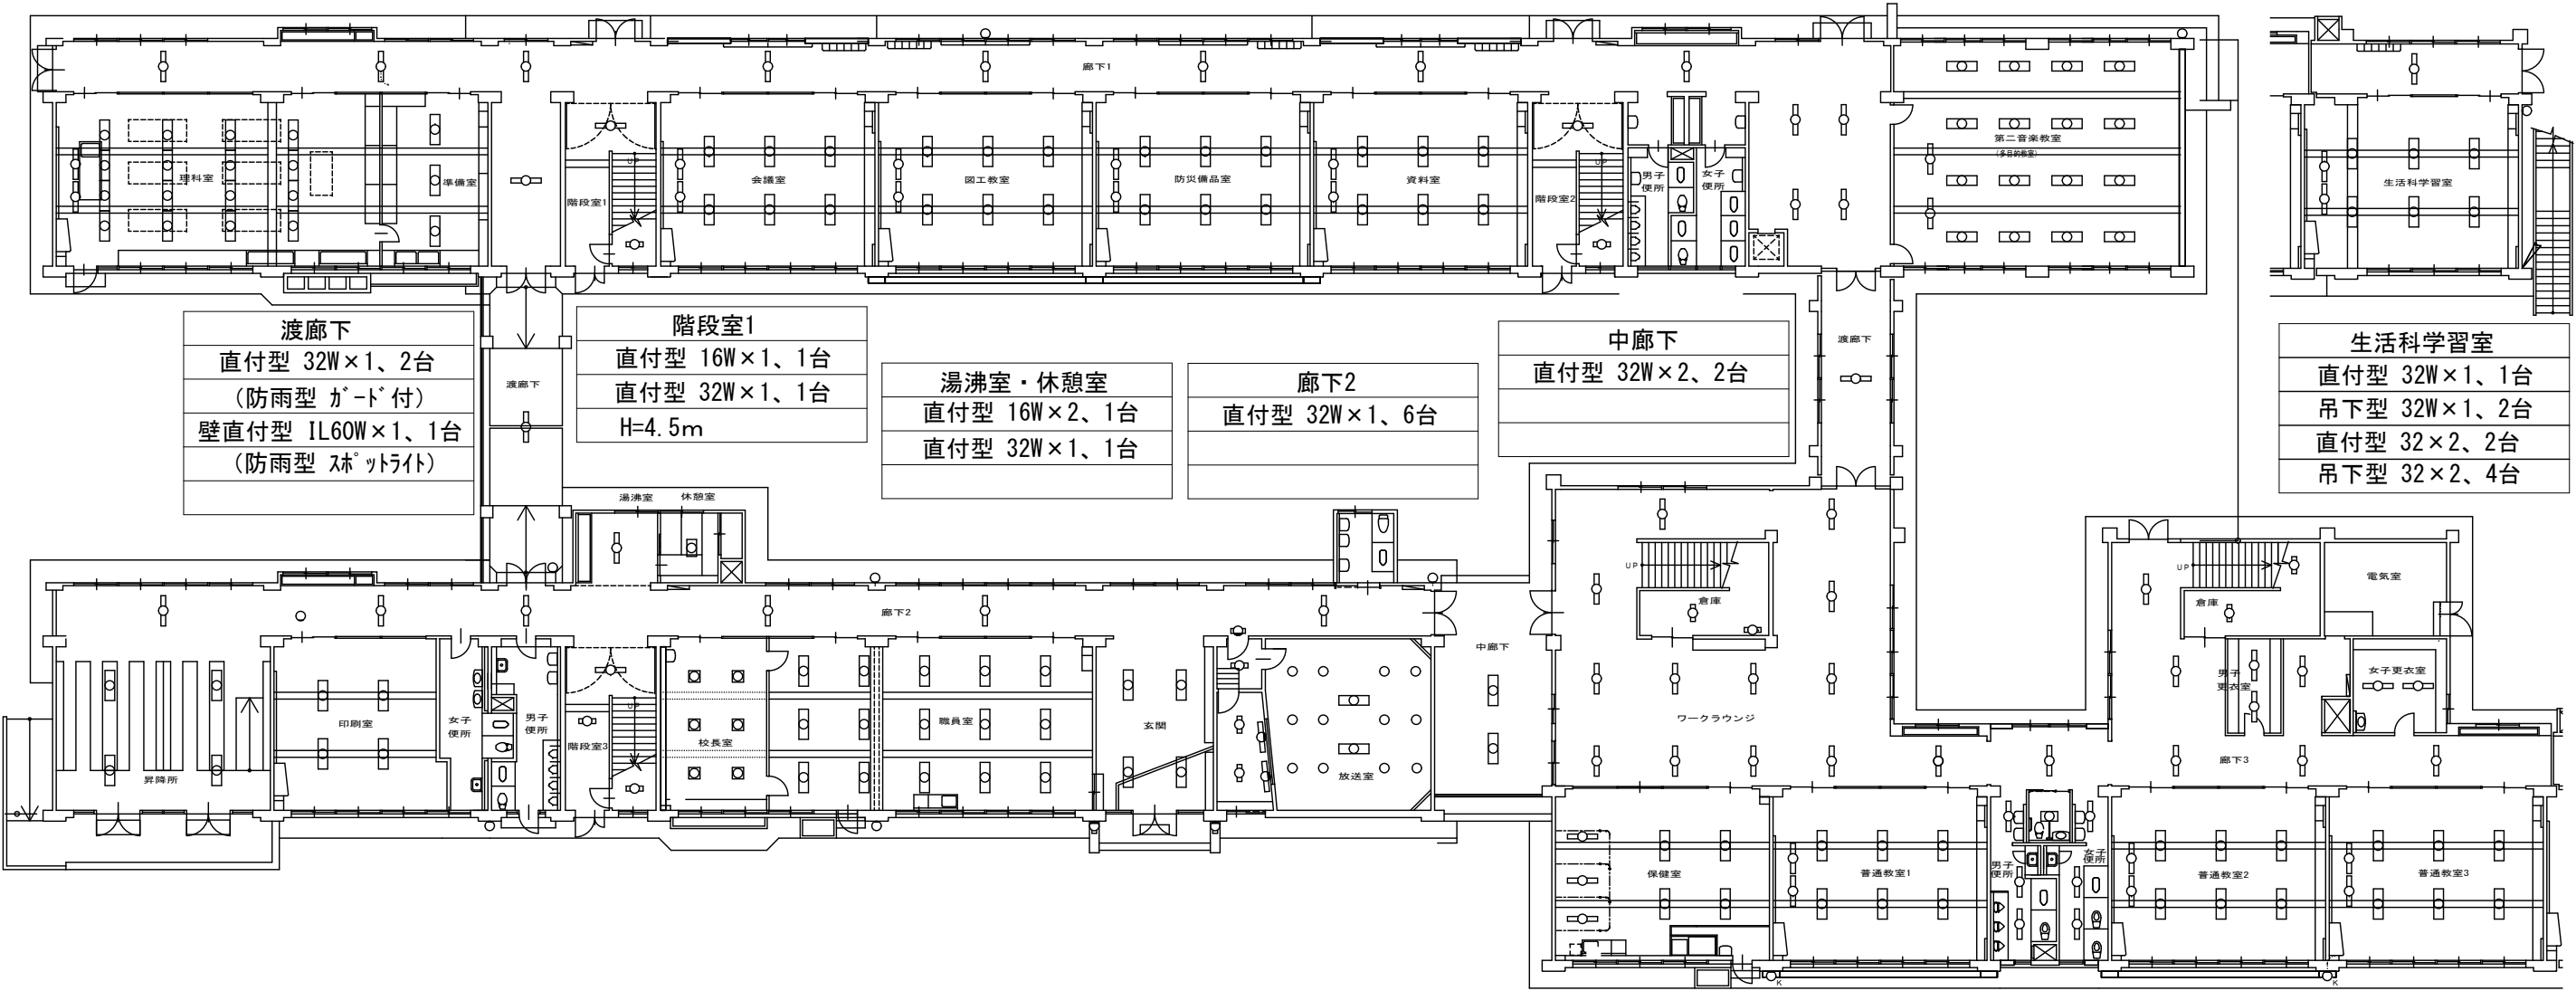 廊下1
理科室
準備室
階段室1
UP
会議室
図工教室
防災備品室
資料室
階段室2
UP
男子
便所
女子
便所
第二音楽教室
(多目的教室)
生活科学習室
渡廊下
直付型 32W×1、2台
(防雨型 ガード付)
壁直付型 IL60W×1、1台
(防雨型 スポットライト)
渡廊下
階段室1
直付型 16W×1、1台
直付型 32W×1、1台
H=4.5m
湯沸室・休憩室
直付型 16W×2、1台
直付型 32W×1、1台
廊下2
直付型 32W×1、6台
中廊下
直付型 32W×2、2台
渡廊下
生活科学習室
直付型 32W×1、1台
吊下型 32W×1、2台
直付型 32×2、2台
吊下型 32×2、4台
湯沸室
休憩室
廊下2
昇降所
印刷室
女子
便所
男子
便所
階段室3
UP
校長室
職員室
玄関
放送室
中廊下
UP
倉庫
ワークラウンジ
UP
倉庫
電気室
男子
更衣室
女子更衣室
廊下3
保健室
普通教室1
男子
便所
女子
便所
普通教室2
普通教室3
K
K